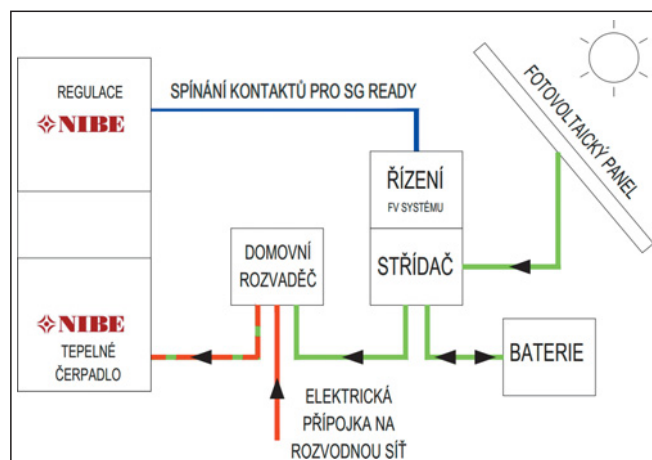 REGULACE
NIBE
SPÍNÁNÍ KONTAKTŮ PRO SG READY
FOTOVOLTAICKÝ PANEL
ŘÍZENÍ
FV SYSTÉMU
STŘÍDAČ
DOMOVNÍ
ROZVADĚČ
NIBE
TEPELNÉ
ČERPADLO
BATERIE
ELEKTRICKÁ
PŘÍPOJKA NA
ROZVODNOU SÍŤ